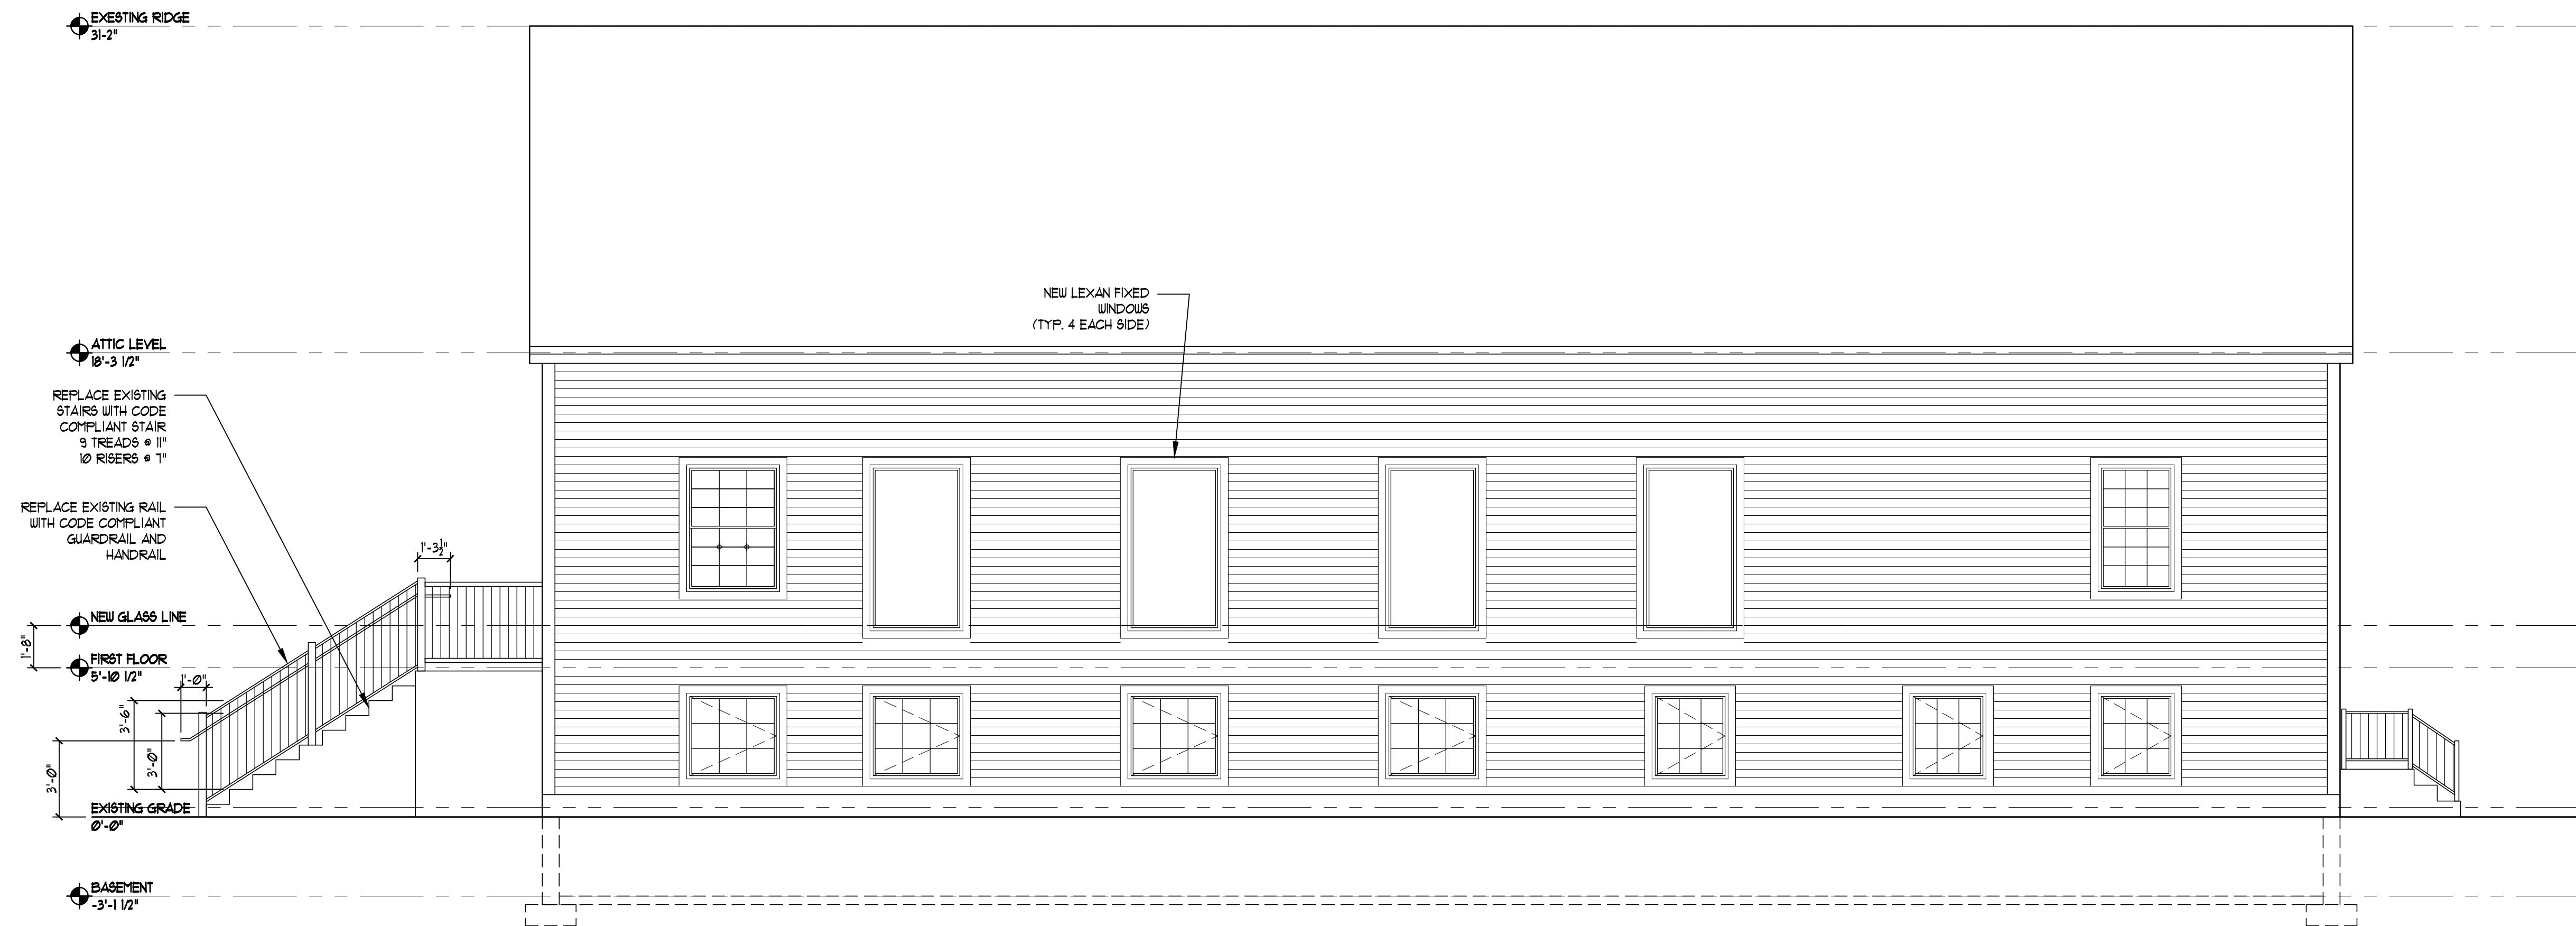 EXESTING RIDGE
31-2"
NEW LEXAN FIXED
WINDOWS
(TYP. 4 EACH SIDE)
ATTIC LEVEL
18'-3 1/2"
REPLACE EXISTING
STAIRS WITH CODE
COMPLIANT STAIR
9 TREADS @ 11"
10 RISERS @ 7"
REPLACE EXISTING RAIL
WITH CODE COMPLIANT
GUARDRAIL AND
HANDRAIL
1'-3½"
NEW GLASS LINE
1'-8"
FIRST FLOOR
5'-10 1/2"
1'-0"
3'-6"
3'-0"
3'-0"
EXISTING GRADE
0'-0"
BASEMENT
-3'-1 1/2"